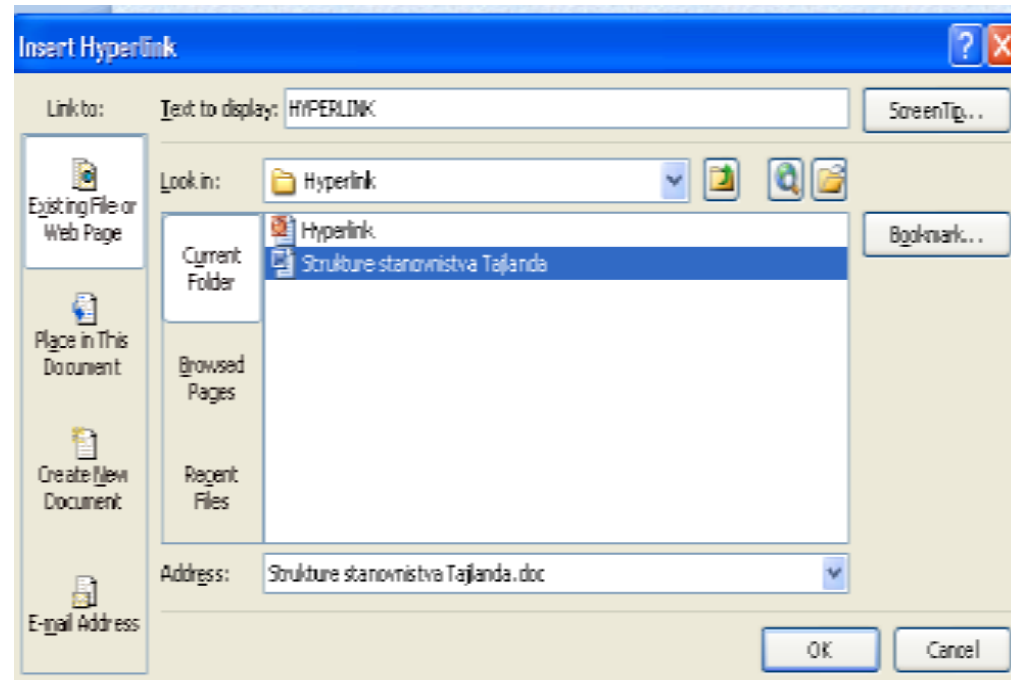 Insert Hyperlink
Link to:
Text to display: HYPERLINK
ScreenTip...
Existing File or
Web Page
Look in: Hyperlink
Current
Folder
Hyperlink
Strukture stanovnistva Tajlanda
Bookmark...
Place in This
Document
Browsed
Pages
Create New
Document
Recent
Files
Address: Strukture stanovnistva Tajlanda.doc
E-mail Address
OK
Cancel